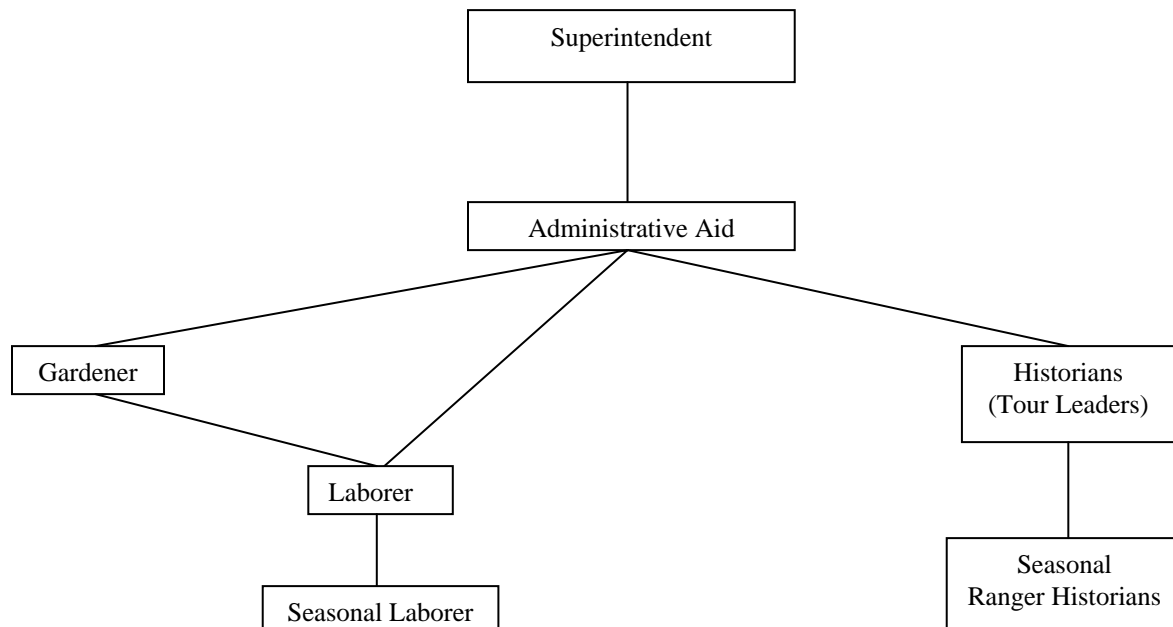 Superintendent
Administrative Aid
Gardener
Historians
(Tour Leaders)
Laborer
Seasonal
Ranger Historians
Seasonal Laborer